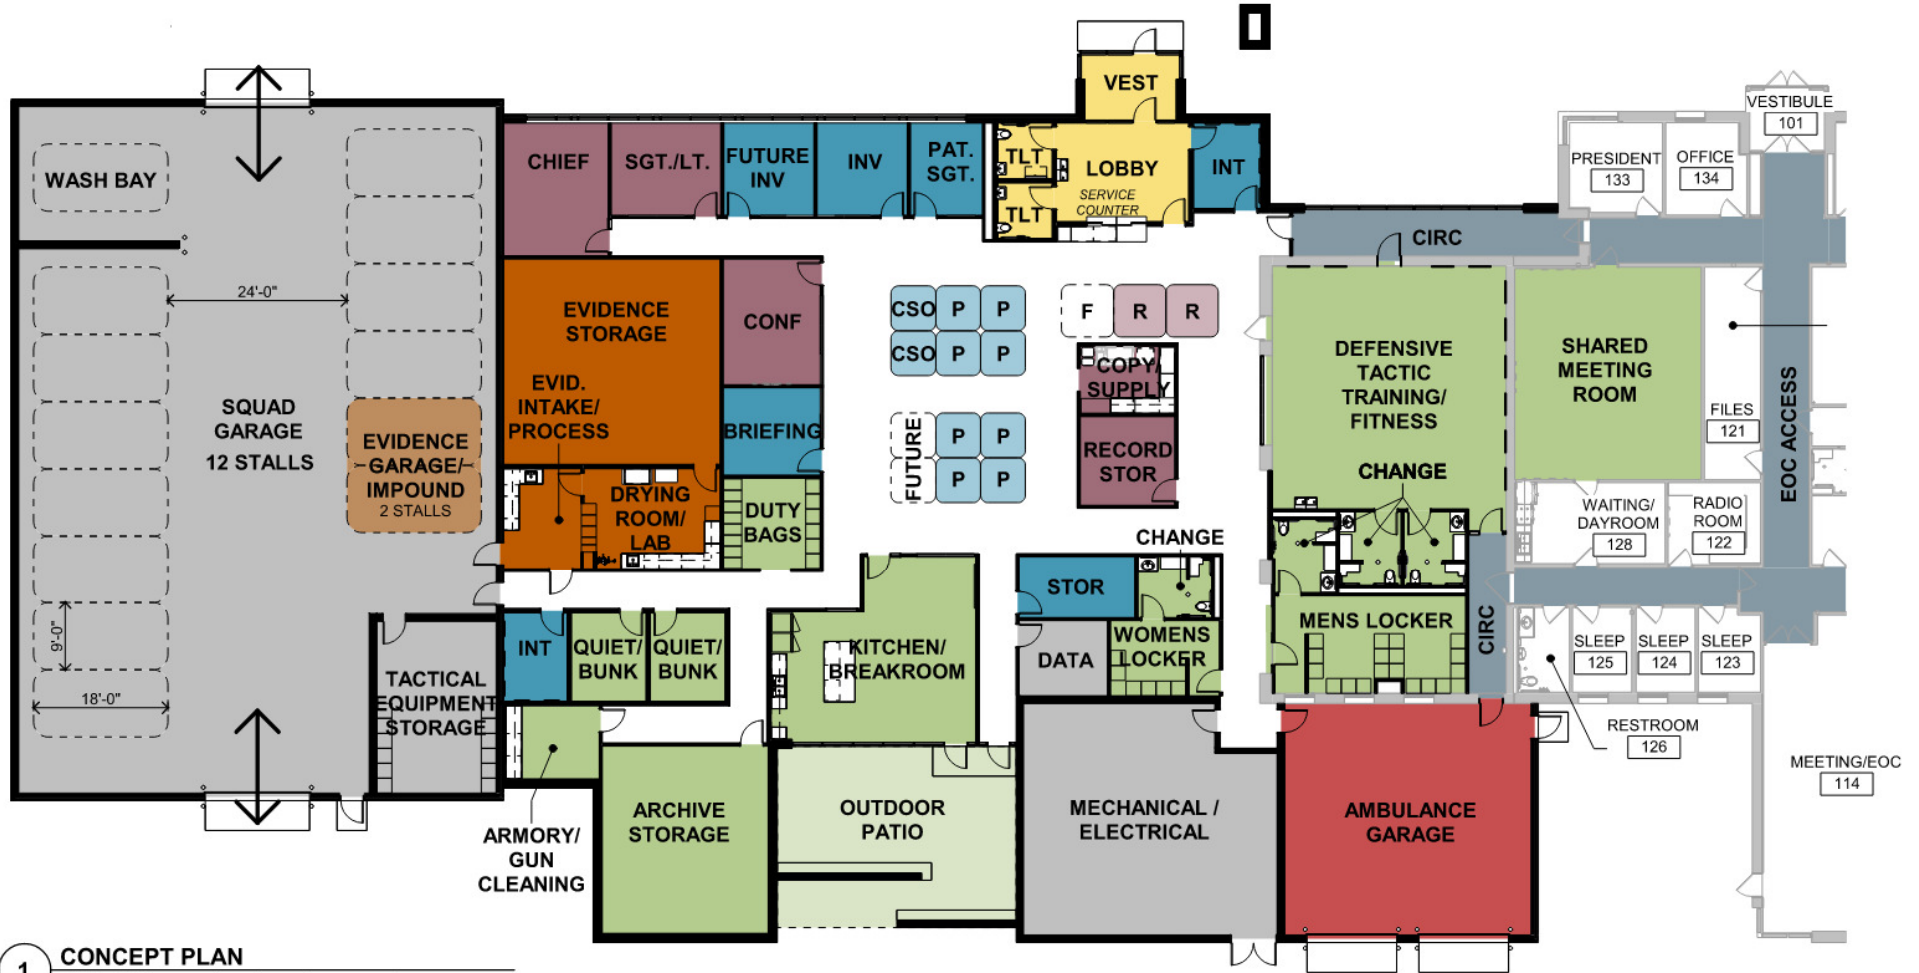 VEST
VESTIBULE
101
WASH BAY
CHIEF
SGT./LT.
FUTURE
INV
INV
PAT.
SGT.
TLT
TLT
LOBBY
SERVICE
COUNTER
INT
PRESIDENT
133
OFFICE
134
CIRC
24'-0"
EVIDENCE
STORAGE
CONF
CSO
P
P
CSO
P
P
F
R
R
COPY/
SUPPLY
DEFENSIVE
TACTIC
TRAINING/
FITNESS
SHARED
MEETING
ROOM
EVID.
INTAKE/
PROCESS
SQUAD
GARAGE
12 STALLS
EVIDENCE
GARAGE/
IMPOUND
2 STALLS
BRIEFING
FUTURE
P
P
P
P
RECORD
STOR
CHANGE
FILES
121
EOC ACCESS
DRYING
ROOM/
LAB
DUTY
BAGS
WAITING/
DAYROOM
128
RADIO
ROOM
122
CHANGE
STOR
9'-0"
18'-0"
INT
QUIET/
BUNK
QUIET/
BUNK
KITCHEN/
BREAKROOM
DATA
WOMENS
LOCKER
MENS LOCKER
CIRC
SLEEP
125
SLEEP
124
SLEEP
123
TACTICAL
EQUIPMENT
STORAGE
RESTROOM
126
MEETING/EOC
114
ARMORY/
GUN
CLEANING
ARCHIVE
STORAGE
OUTDOOR
PATIO
MECHANICAL /
ELECTRICAL
AMBULANCE
GARAGE
1
CONCEPT PLAN